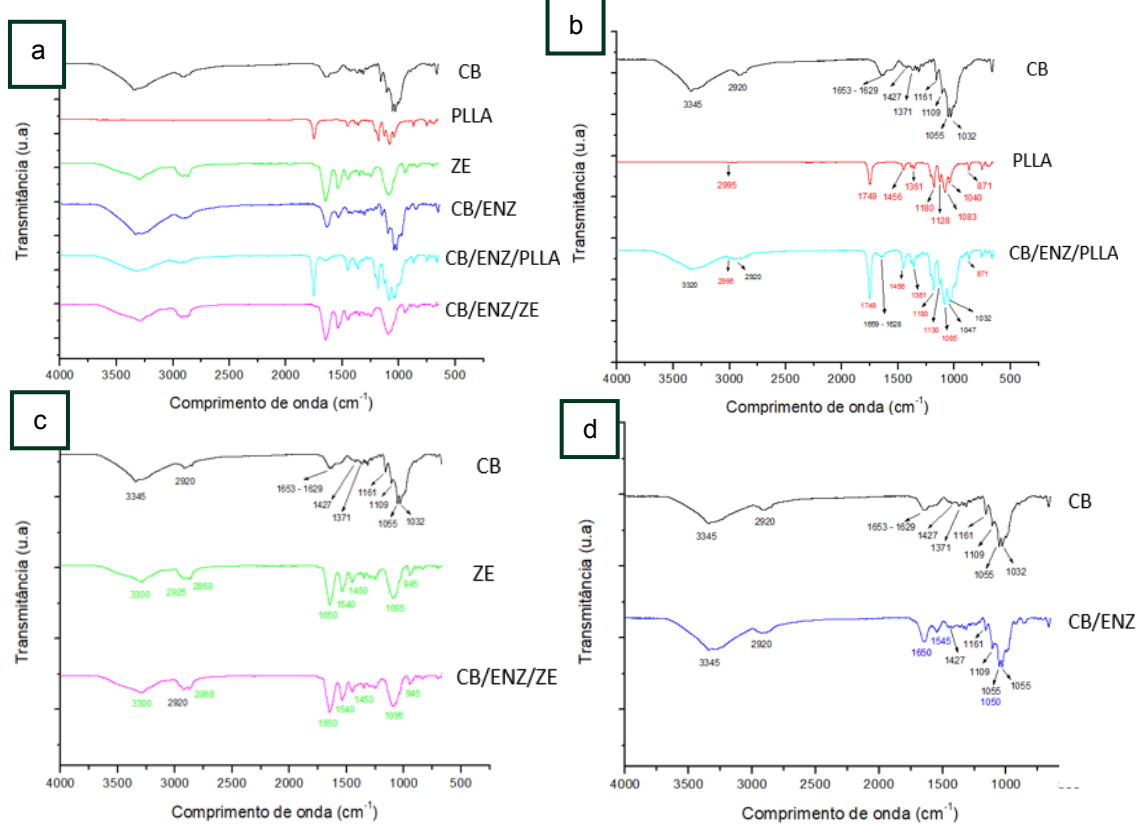 a
CB
PLLA
ZE
CB/ENZ
CB/ENZ/PLLA
CB/ENZ/ZE
Transmitância (u.a)
4000 3500 3000 2500 2000 1500 1000 500
Comprimento de onda (cm⁻¹)
b
CB
3345 2920 1653 - 1629 1427 1371 1161 1109 1055 1032
PLLA
2995 1749 1456 1361 1180 1128 1083 1040 871
CB/ENZ/PLLA
3320 2995 2920 1749 1659 - 1628 1456 1361 1180 1130 1085 1047 1032 871
Transmitância (u.a)
4000 3500 3000 2500 2000 1500 1000 500
Comprimento de onda (cm⁻¹)
c
CB
3345 2920 1653 - 1629 1427 1371 1161 1109 1055 1032
ZE
3300 2925 2868 1650 1540 1450 1095 945
CB/ENZ/ZE
3300 2920 2868 1650 1540 1450 1095 945
Transmitância (u.a)
4000 3500 3000 2500 2000 1500 1000 500
Comprimento de onda (cm⁻¹)
d
CB
3345 2920 1653 - 1629 1427 1371 1161 1109 1055 1032
CB/ENZ
3345 2920 1650 1545 1427 1161 1109 1055 1055
1050
Transmitância (u.a)
4000 3500 3000 2500 2000 1500 1000
Comprimento de onda (cm⁻¹)